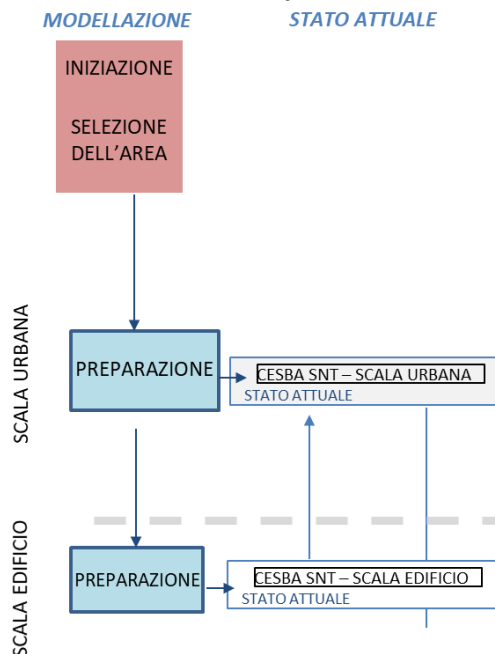 MODELLAZIONE
STATO ATTUALE
INIZIAZIONE
SELEZIONE
DELL'AREA
SCALA URBANA
PREPARAZIONE
CESBA SNT – SCALA URBANA
STATO ATTUALE
SCALA EDIFICIO
PREPARAZIONE
CESBA SNT – SCALA EDIFICIO
STATO ATTUALE